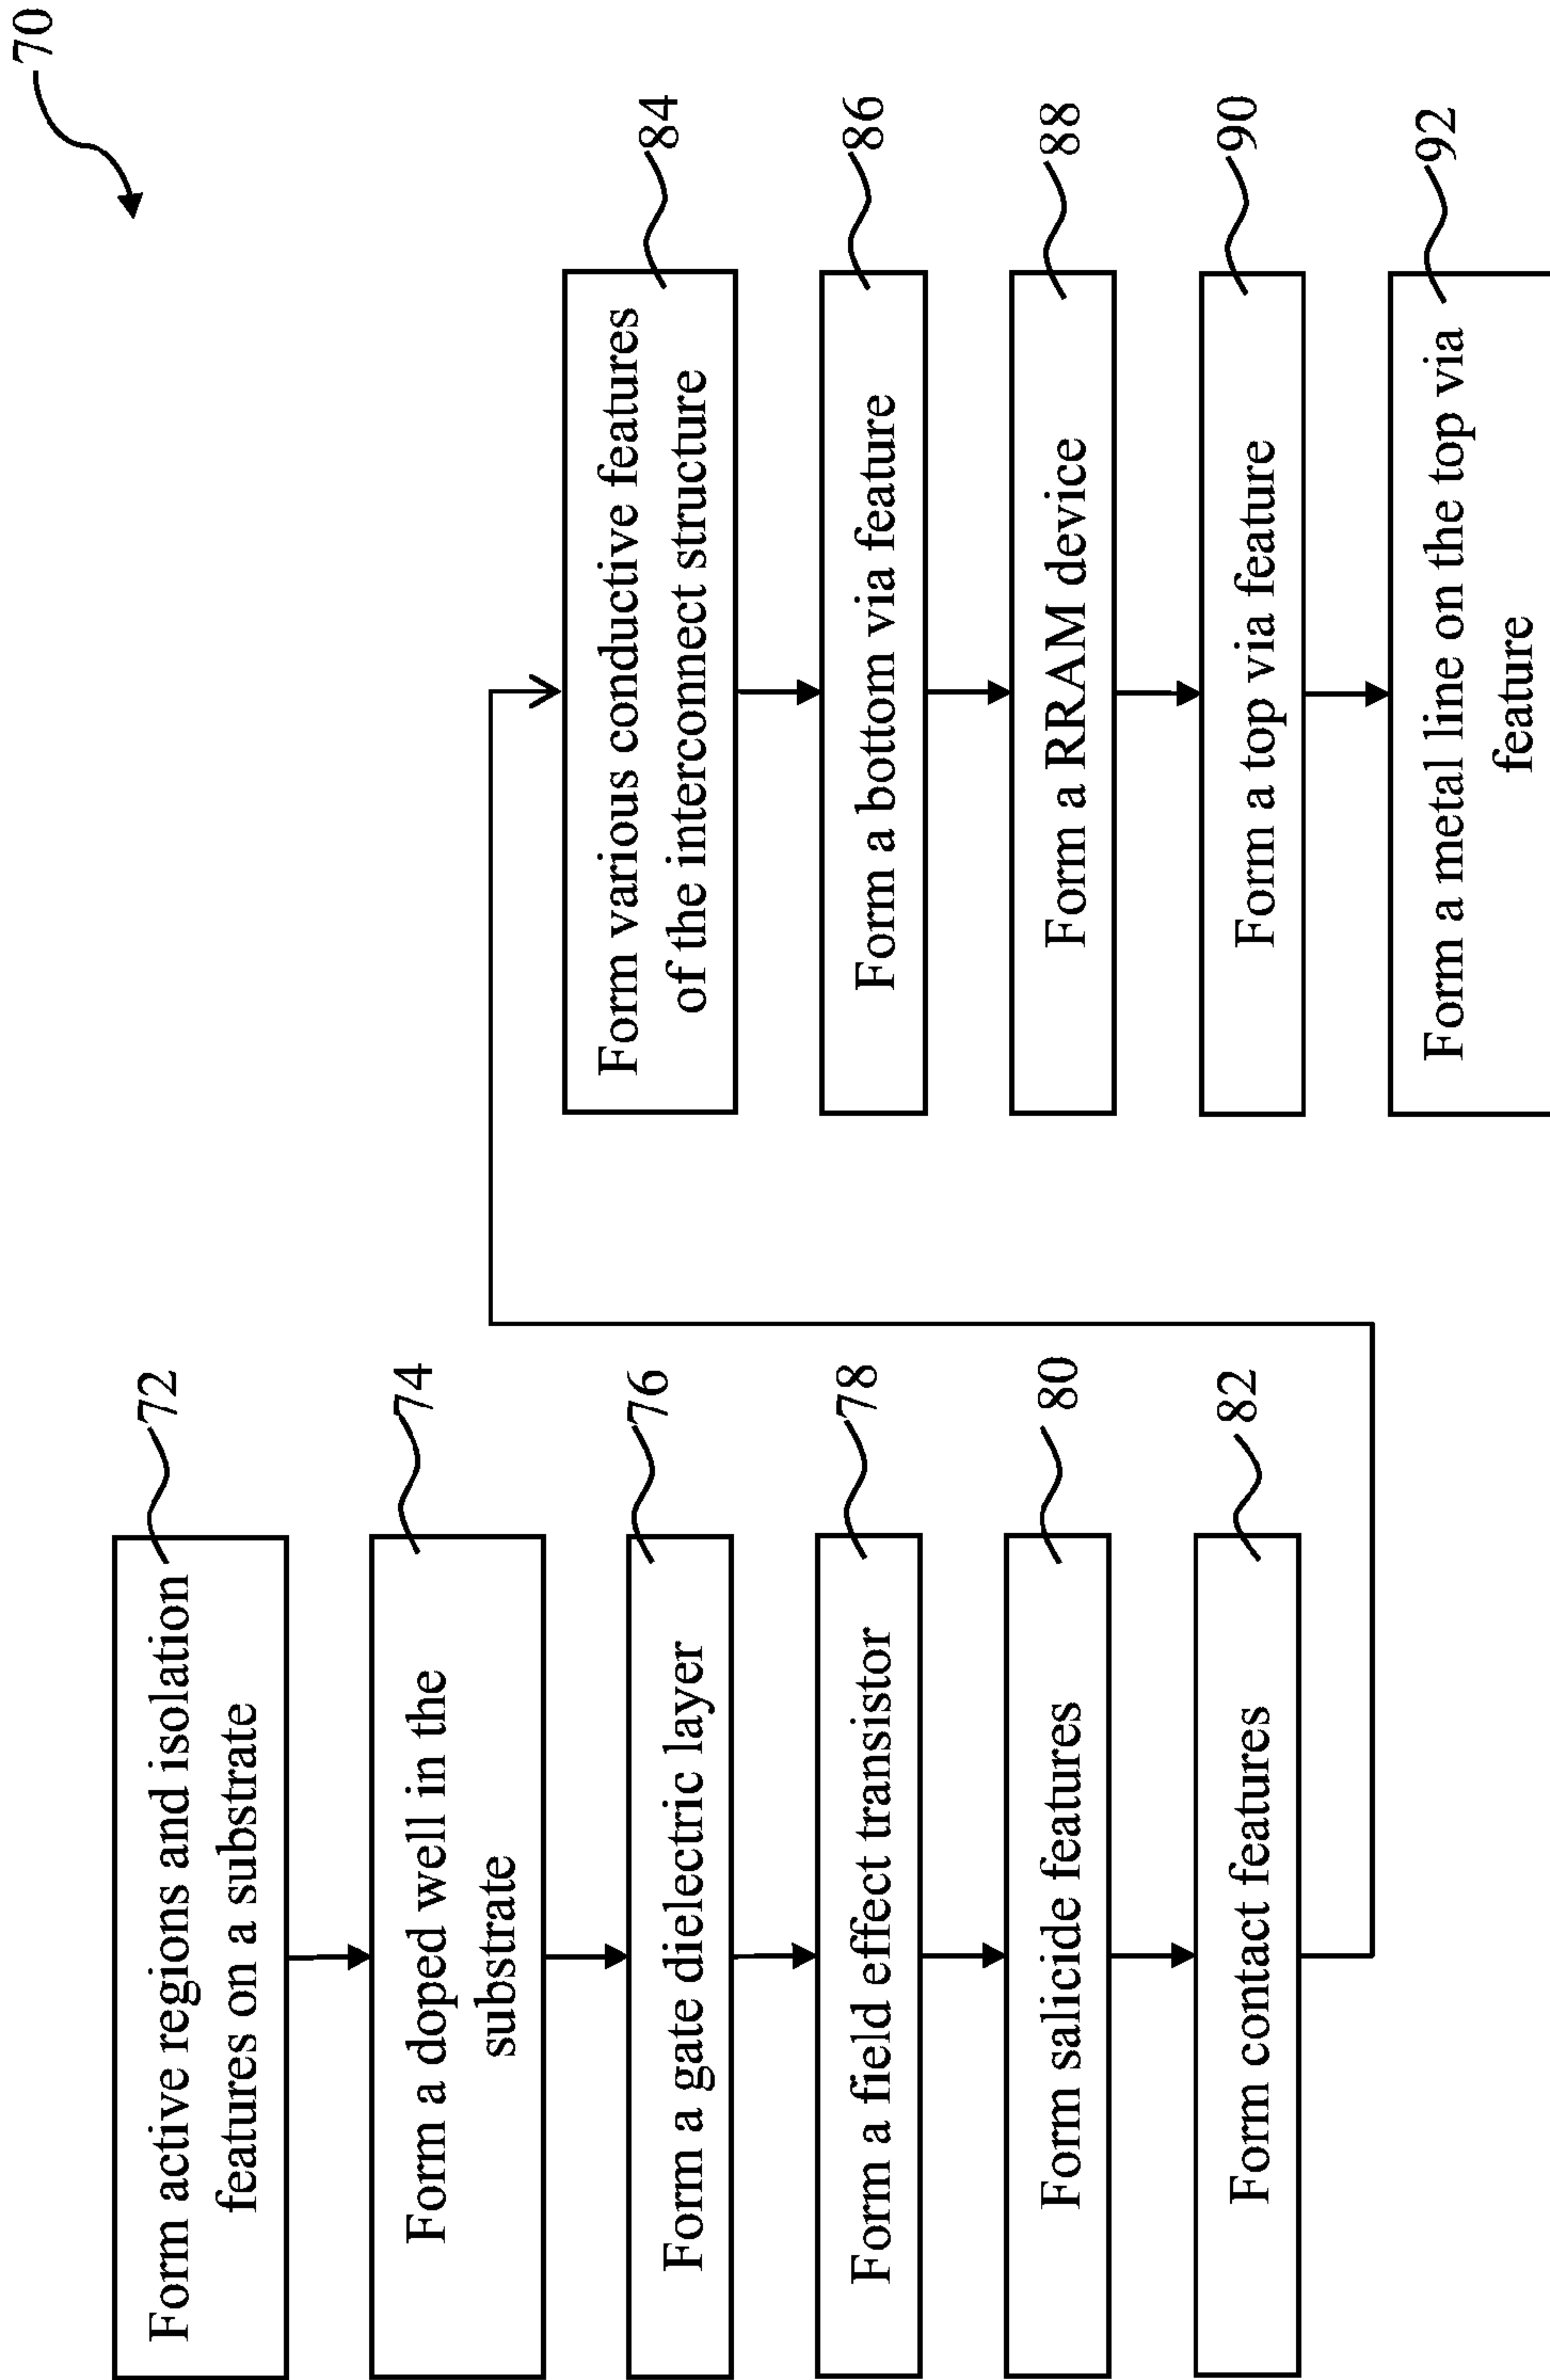 70
Form active regions and isolation
features on a substrate
72
Form a doped well in the
substrate
74
Form a gate dielectric layer
76
Form a field effect transistor
78
Form salicide features
80
Form contact features
82
Form various conductive features
of the interconnect structure
84
Form a bottom via feature
86
Form a RRAM device
88
Form a top via feature
90
Form a metal line on the top via
feature
92